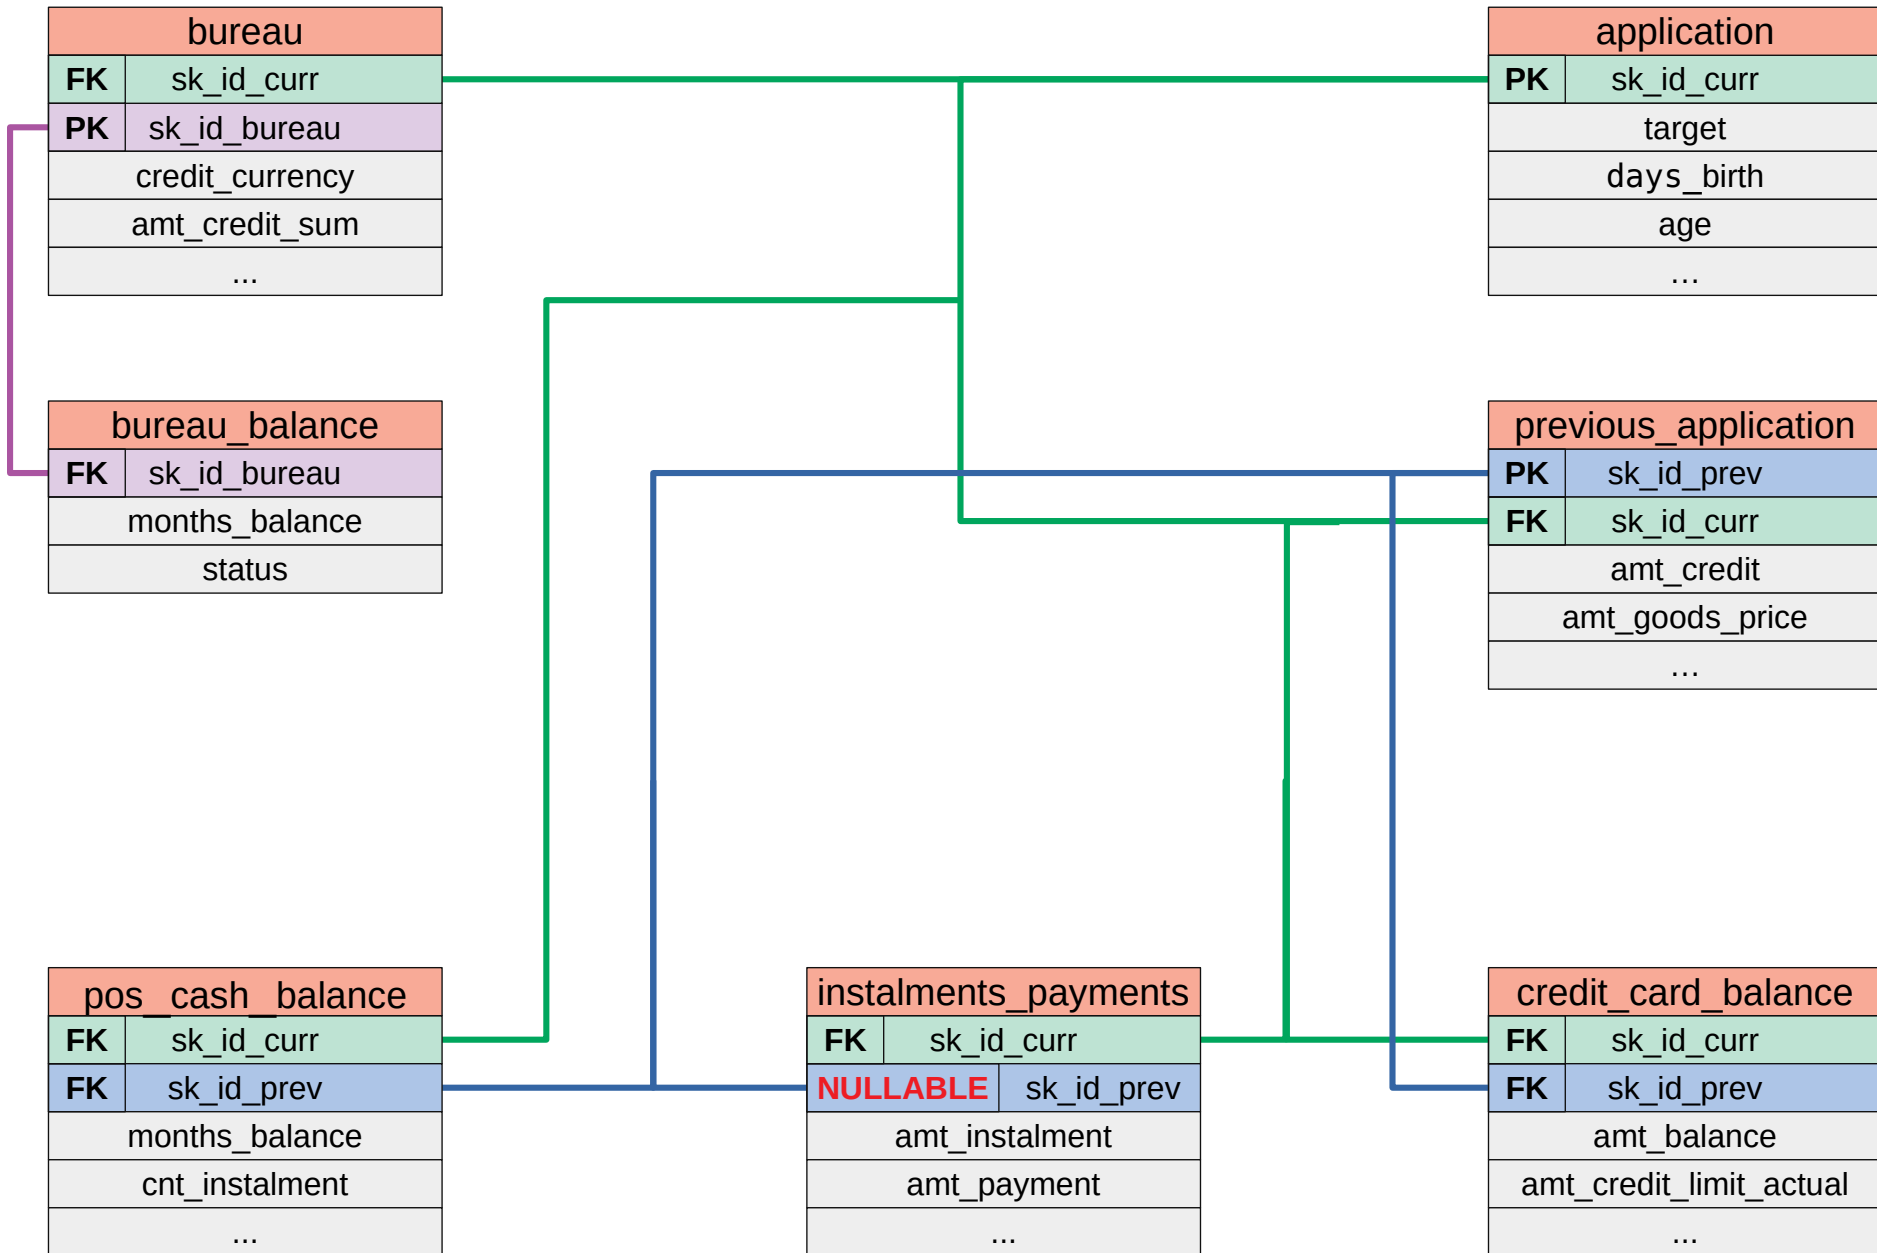 bureau
FK sk_id_curr
PK sk_id_bureau
credit_currency
amt_credit_sum
...
application
PK sk_id_curr
target
days_birth
age
...
bureau_balance
FK sk_id_bureau
months_balance
status
previous_application
PK sk_id_prev
FK sk_id_curr
amt_credit
amt_goods_price
...
pos_cash_balance
FK sk_id_curr
FK sk_id_prev
months_balance
cnt_instalment
...
instalments_payments
FK sk_id_curr
NULLABLE sk_id_prev
amt_instalment
amt_payment
...
credit_card_balance
FK sk_id_curr
FK sk_id_prev
amt_balance
amt_credit_limit_actual
...